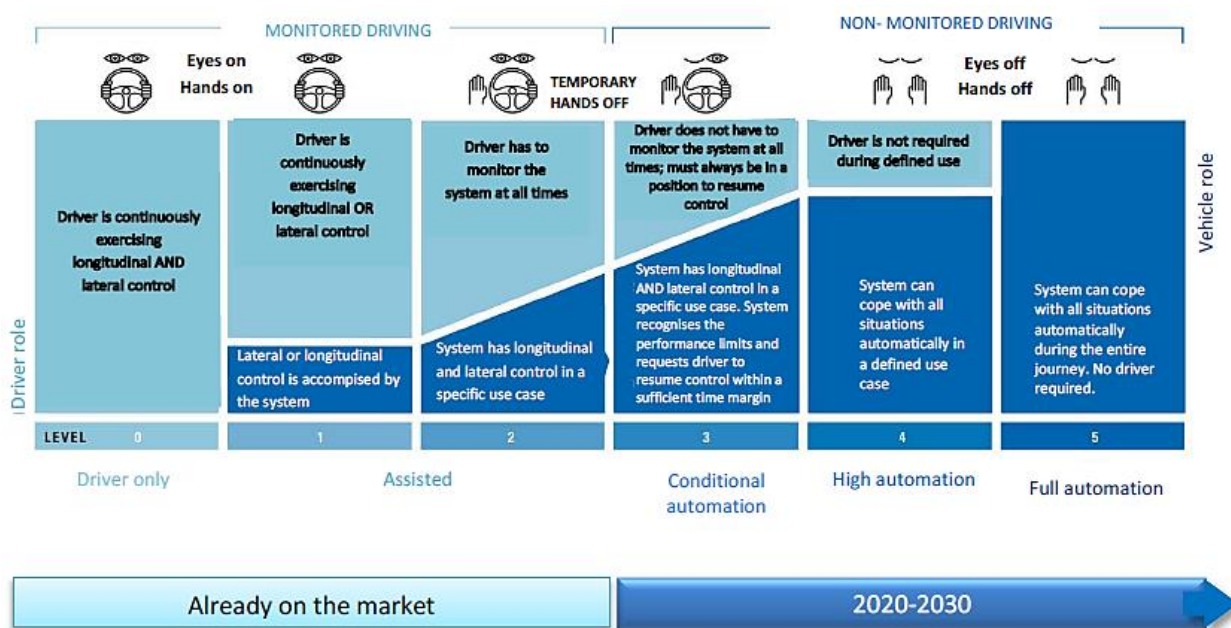 MONITORED DRIVING
NON- MONITORED DRIVING
Eyes on
Hands on
TEMPORARY
HANDS OFF
Eyes off
Hands off
Driver role
Driver is continuously
exercising
longitudinal AND
lateral control
Driver is
continuously
exercising
longitudinal OR
lateral control
Lateral or longitudinal
control is accompised by
the system
Driver has to
monitor the
system at all times
System has longitudinal
and lateral control in a
specific use case
Driver does not have to
monitor the system at all
times; must always be in a
position to resume
control
System has longitudinal
AND lateral control in a
specific use case. System
recognises the
performance limits and
requests driver to
resume control within a
sufficient time margin
Driver is not required
during defined use
System can
cope with all
situations
automatically in
a defined use
case
System can cope
with all situations
automatically
during the entire
journey. No driver
required.
Vehicle role
LEVEL 0 1 2 3 4 5
Driver only
Assisted
Conditional
automation
High automation
Full automation
Already on the market
2020-2030